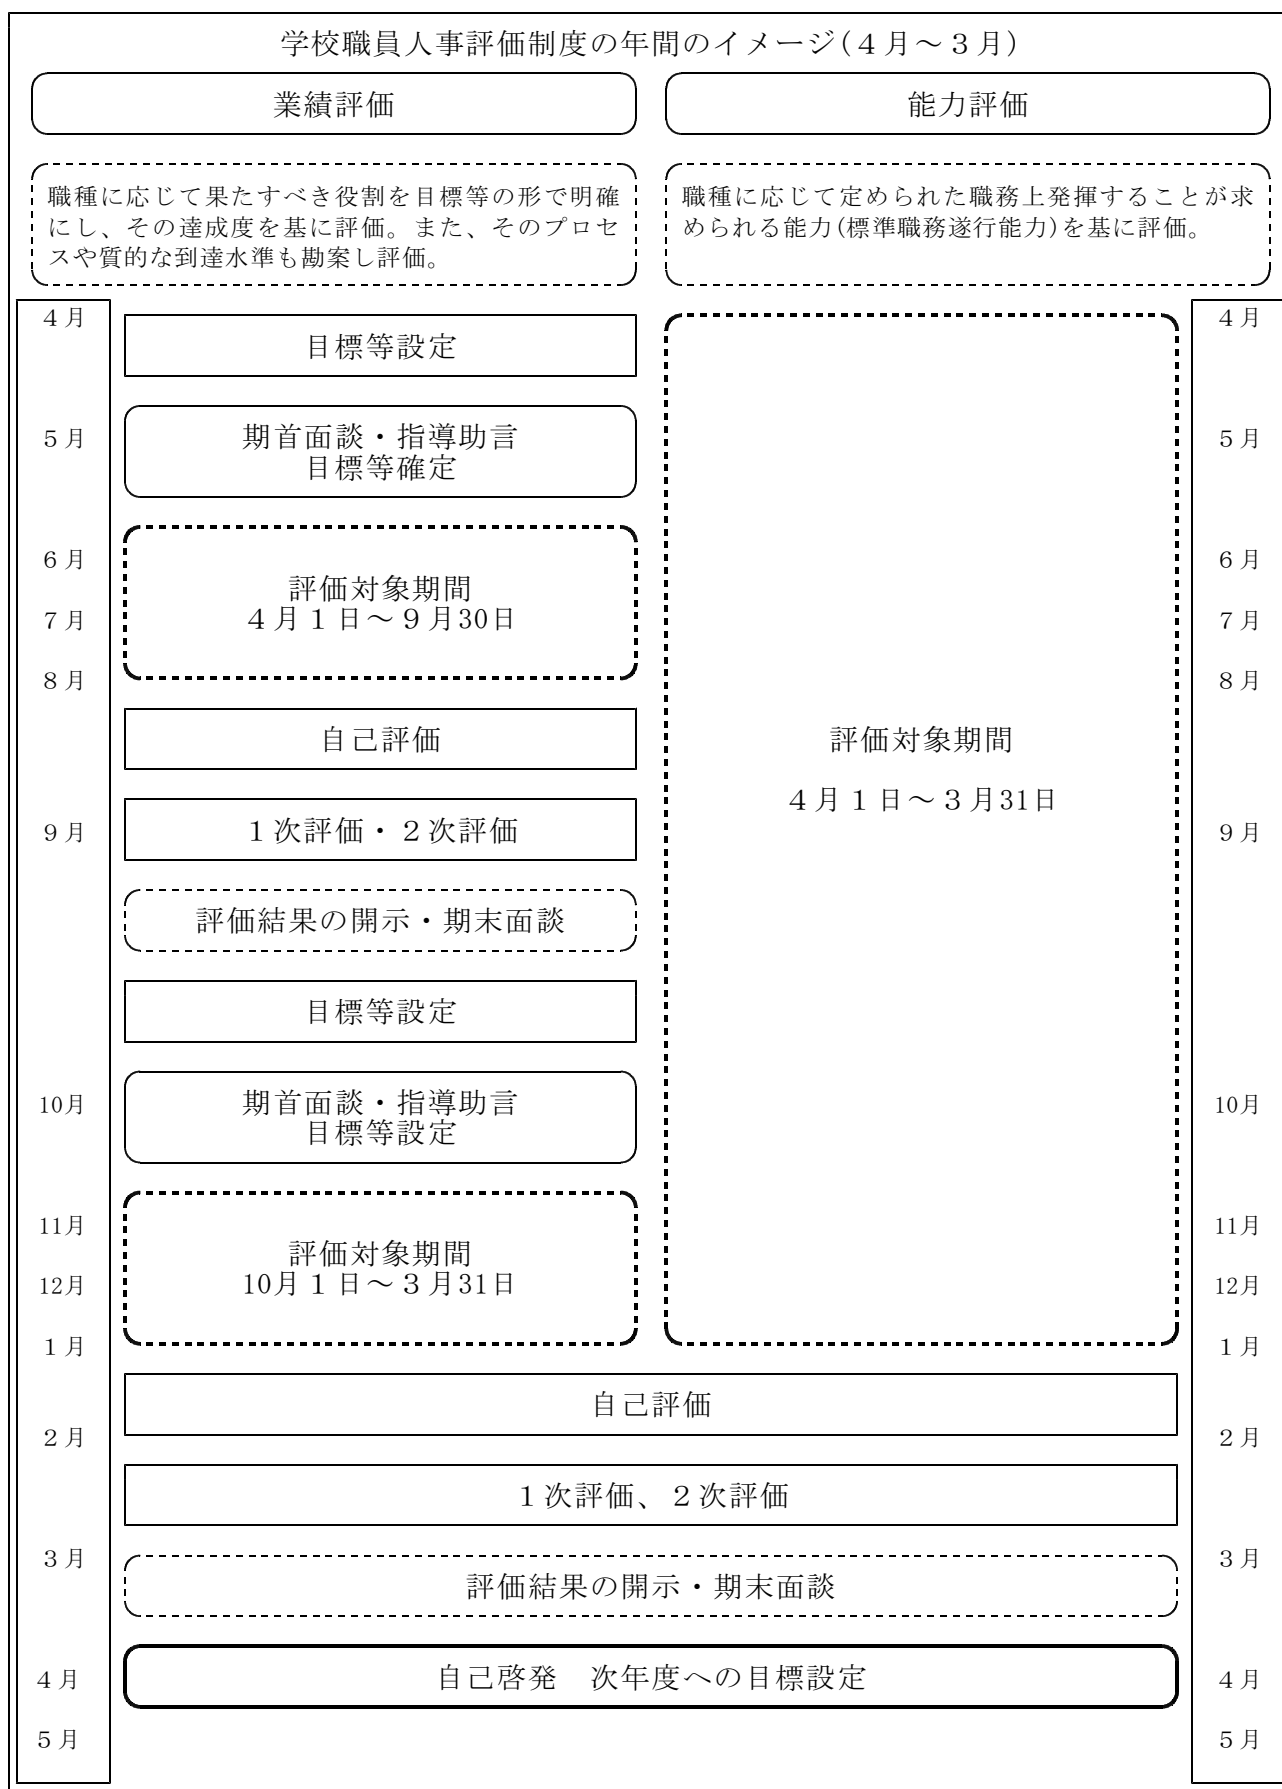 学校職員人事評価制度の年間のイメージ(４月～３月)
業績評価
能力評価
職種に応じて果たすべき役割を目標等の形で明確
にし、その達成度を基に評価。また、そのプロセ
スや質的な到達水準も勘案し評価。
職種に応じて定められた職務上発揮することが求
められる能力(標準職務遂行能力)を基に評価。
４月
目標等設定
４月
５月
期首面談・指導助言
目標等確定
５月
６月
評価対象期間
４月１日～９月30日
６月
７月
７月
８月
８月
自己評価
評価対象期間
４月１日～３月31日
９月
１次評価・２次評価
９月
評価結果の開示・期末面談
目標等設定
10月
期首面談・指導助言
目標等設定
10月
11月
評価対象期間
10月１日～３月31日
11月
12月
12月
１月
１月
自己評価
２月
２月
１次評価、２次評価
３月
３月
評価結果の開示・期末面談
４月
自己啓発　次年度への目標設定
４月
５月
５月